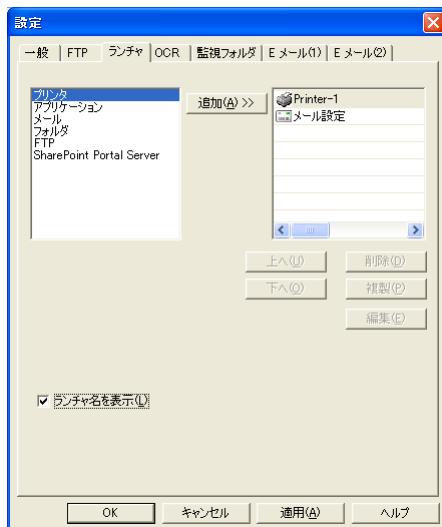 設定
一般 FTP ランチャ OCR 監視フォルダ Eメール(1) Eメール(2)
プリンタ
アプリケーション
メール
フォルダ
FTP
SharePoint Portal Server
追加(A) >>
Printer-1
メール設定
上へ(U)
削除(D)
下へ(O)
複製(P)
編集(E)
ランチャ名を表示(L)
OK キャンセル 適用(A) ヘルプ